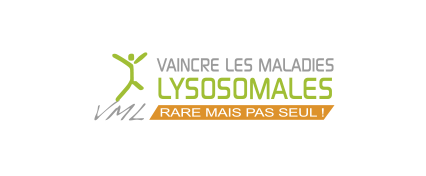 VAINCRE LES MALADIES
LYSOSOMALES
VML RARE MAIS PAS SEUL !